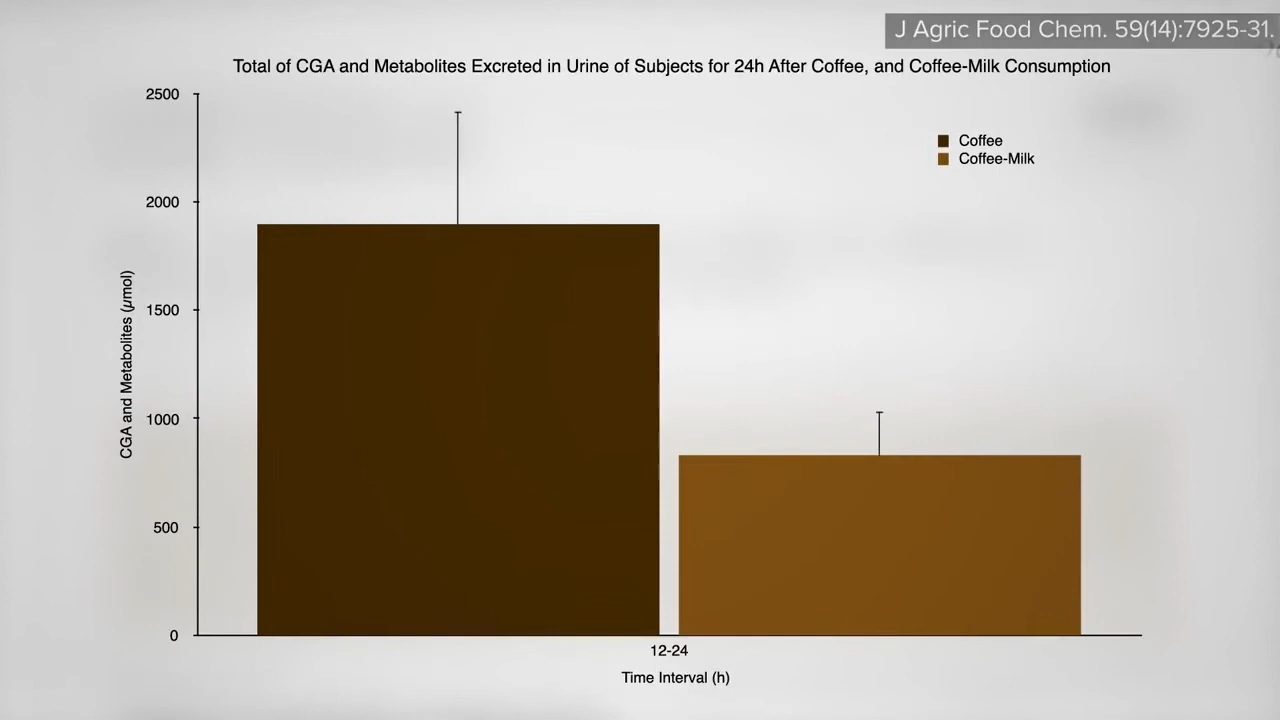 J Agric Food Chem. 59(14):7925-31.
Total of CGA and Metabolites Excreted in Urine of Subjects for 24h After Coffee, and Coffee-Milk Consumption
2500
2000
1500
1000
500
0
CGA and Metabolites (µmol)
Coffee
Coffee-Milk
12-24
Time Interval (h)